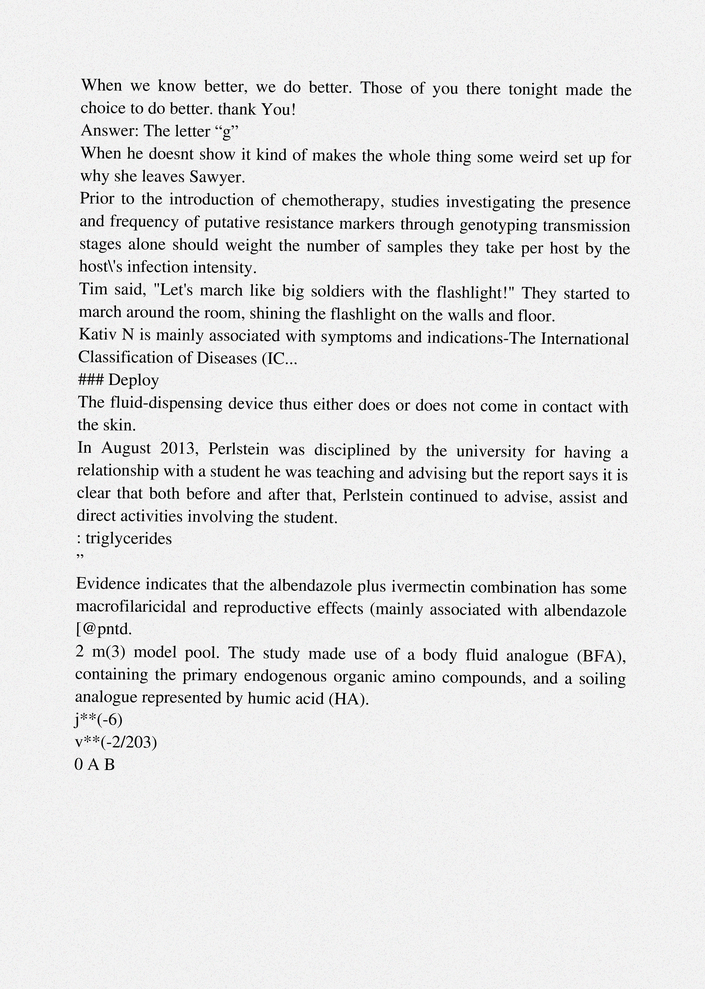 When we know better, we do better. Those of you there tonight made the
choice to do better. thank You!
Answer: The letter “g”
When he doesnt show it kind of makes the whole thing some weird set up for
why she leaves Sawyer.
Prior to the introduction of chemotherapy, studies investigating the presence
and frequency of putative resistance markers through genotyping transmission
stages alone should weight the number of samples they take per host by the
host\'s infection intensity.
Tim said, "Let's march like big soldiers with the flashlight!" They started to
march around the room, shining the flashlight on the walls and floor.
Kativ N is mainly associated with symptoms and indications-The International
Classification of Diseases (IC...
### Deploy
The fluid-dispensing device thus either does or does not come in contact with
the skin.
In August 2013, Perlstein was disciplined by the university for having a
relationship with a student he was teaching and advising but the report says it is
clear that both before and after that, Perlstein continued to advise, assist and
direct activities involving the student.
: triglycerides
”
Evidence indicates that the albendazole plus ivermectin combination has some
macrofilaricidal and reproductive effects (mainly associated with albendazole
[@pntd.
2 m(3) model pool. The study made use of a body fluid analogue (BFA),
containing the primary endogenous organic amino compounds, and a soiling
analogue represented by humic acid (HA).
j**(-6)
v**(-2/203)
0 A B